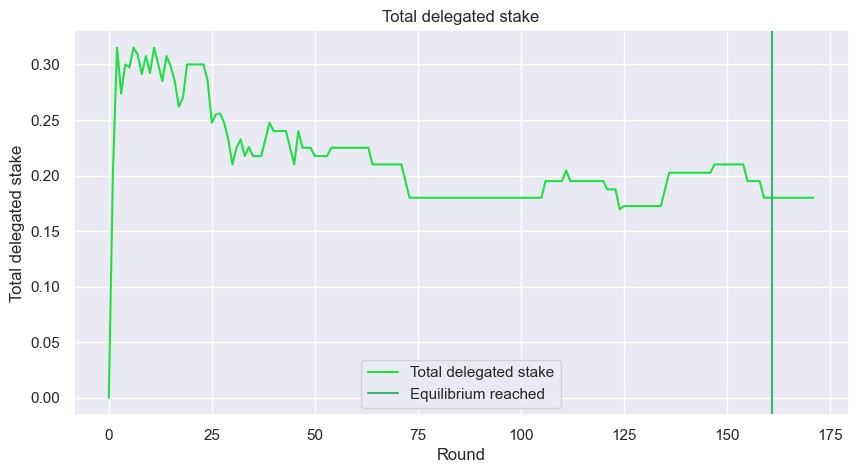 Total delegated stake
Total delegated stake
0.30
0.25
0.20
0.15
0.10
0.05
0.00
Total delegated stake
Equilibrium reached
0 25 50 75 100 125 150 175
Round